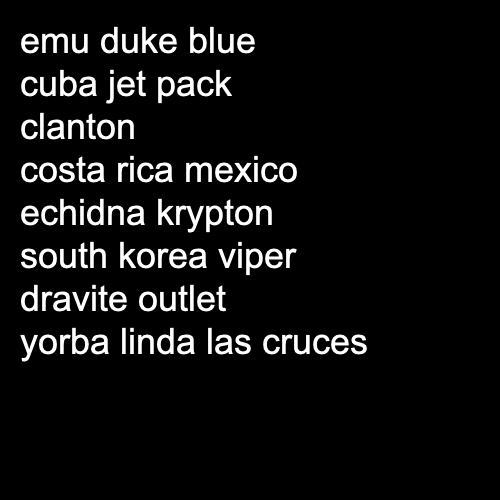 emu duke blue
cuba jet pack
clanton
costa rica mexico
echidna krypton
south korea viper
dravite outlet
yorba linda las cruces